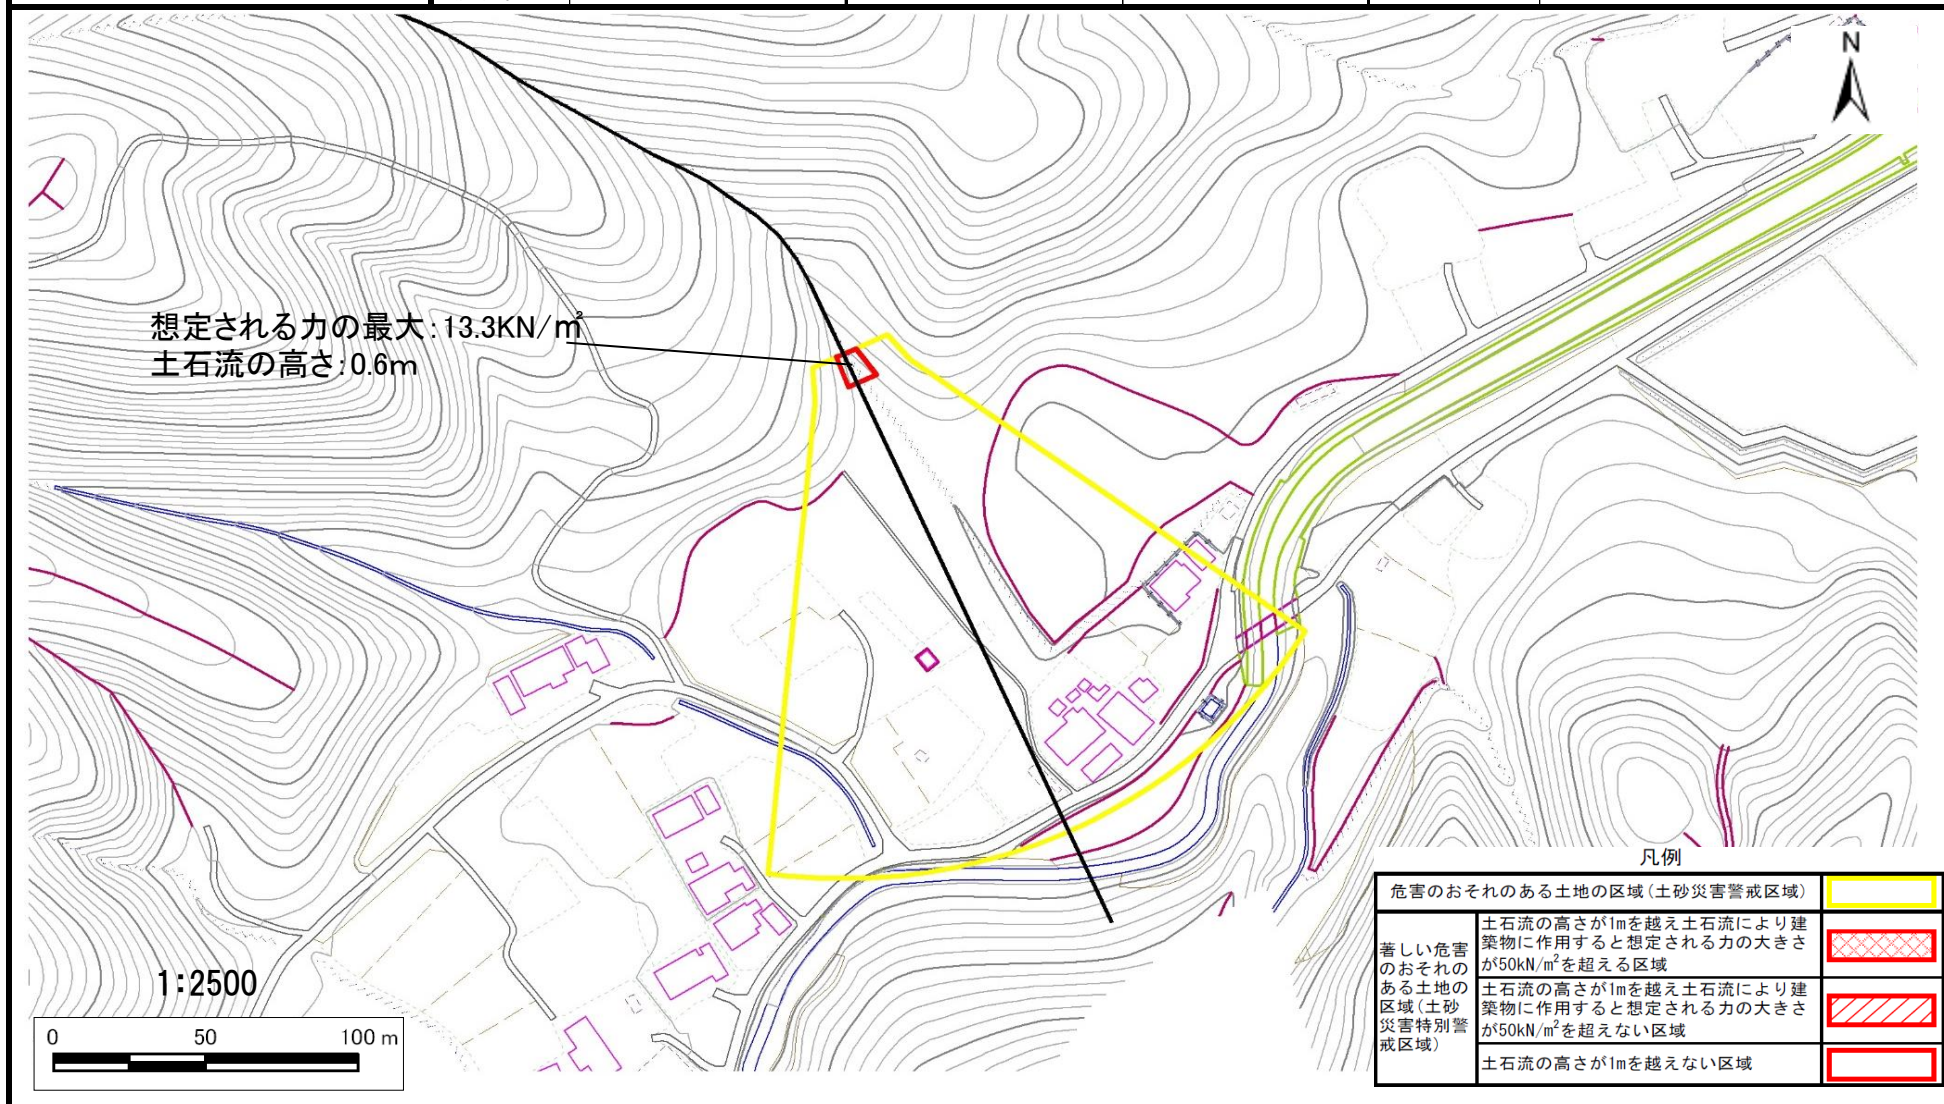 N
想定される力の最大:13.3KN/㎡
土石流の高さ:0.6m
1:2500
0 50 100 m
凡例
危害のおそれのある土地の区域(土砂災害警戒区域)
著しい危害
のおそれの
ある土地の
区域(土砂
災害特別警
戒区域)
土石流の高さが1mを越え土石流により建
築物に作用すると想定される力の大きさ
が50kN/m²を超える区域
土石流の高さが1mを越え土石流により建
築物に作用すると想定される力の大きさ
が50kN/m²を超えない区域
土石流の高さが1mを越えない区域